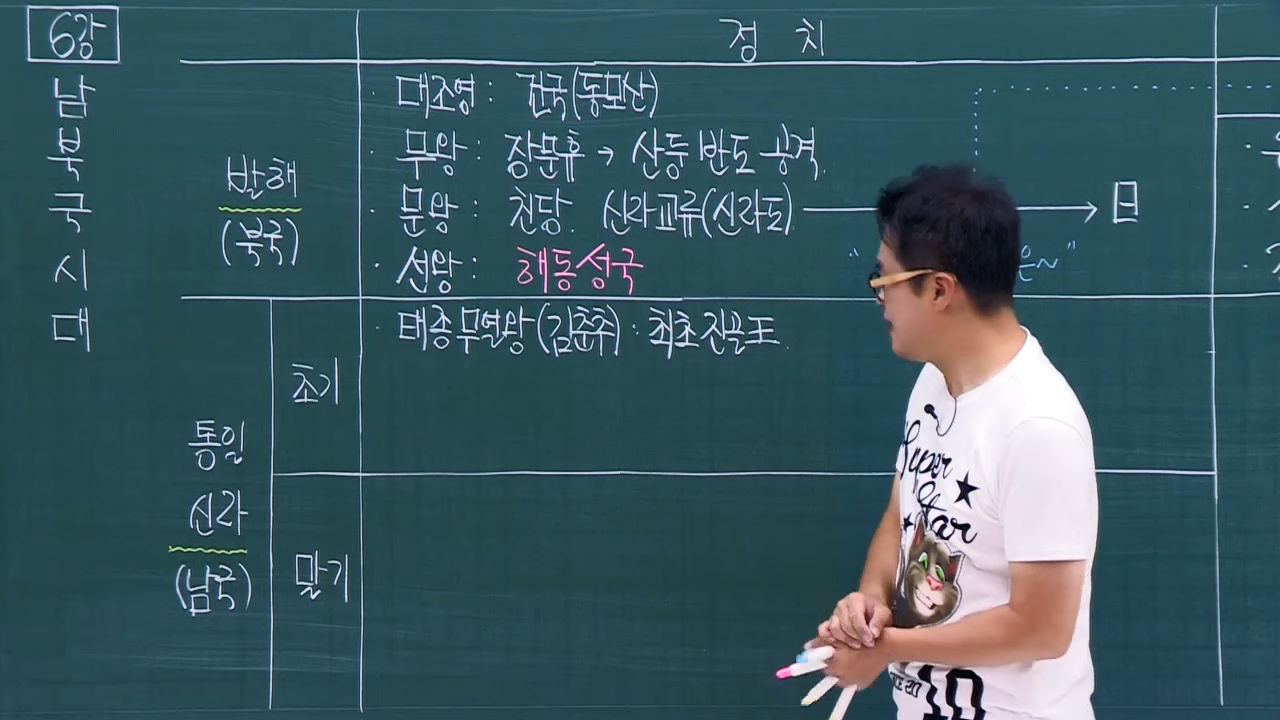 6강
남
북
국
시
대
정 치
발해
(북국)
· 대조영 : 건국(동모산)
· 무왕 : 장문휴 → 산동 반도 공격.
· 문왕 : 친당. 신라교류(신라도) → 日
· 선왕 : 해동성국
은~"
통일
신라
(남국)
초기
· 태종무열왕(김춘추) : 최초 진골王.
말기
Super
Star
10